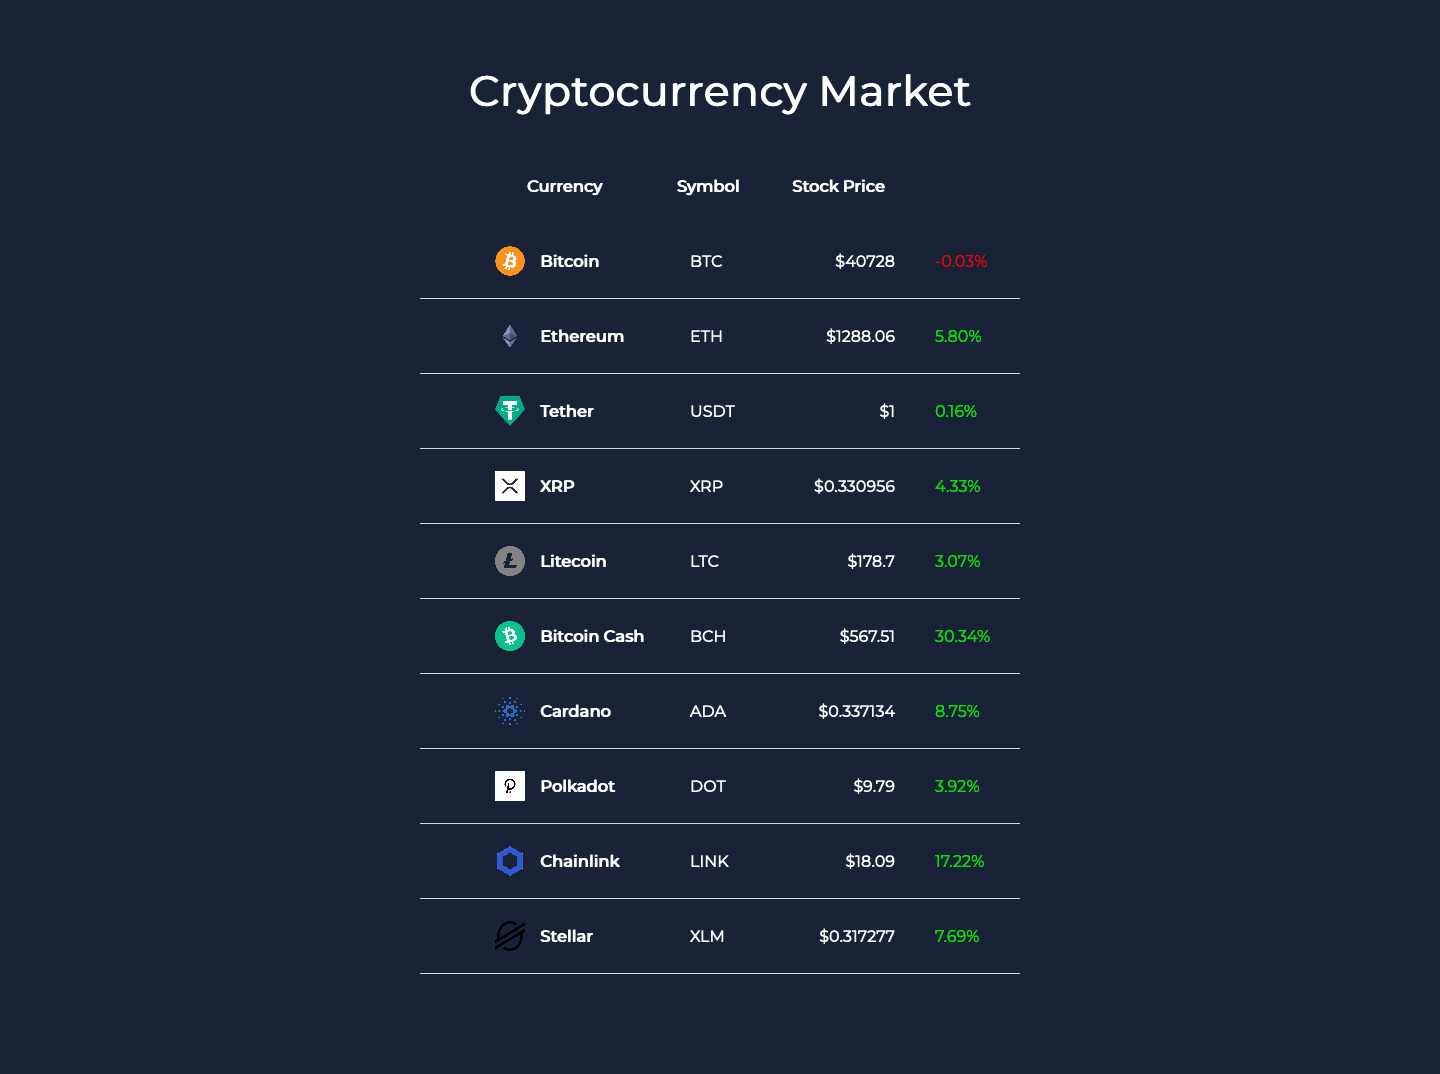 Cryptocurrency Market
Currency Symbol Stock Price
Bitcoin BTC $40728 -0.03%
Ethereum ETH $1288.06 5.80%
Tether USDT $1 0.16%
XRP XRP $0.330956 4.33%
Litecoin LTC $178.7 3.07%
Bitcoin Cash BCH $567.51 30.34%
Cardano ADA $0.337134 8.75%
Polkadot DOT $9.79 3.92%
Chainlink LINK $18.09 17.22%
Stellar XLM $0.317277 7.69%